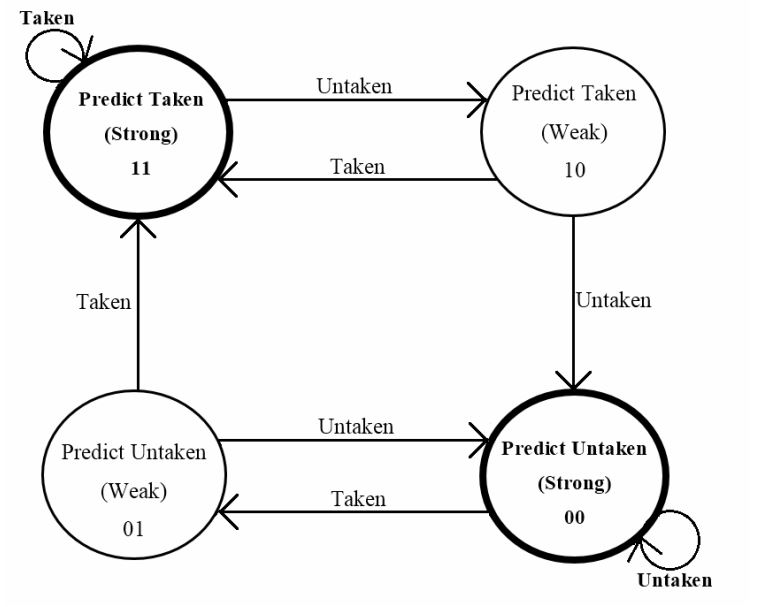 Taken
Predict Taken
(Strong)
11
Untaken
Taken
Predict Taken
(Weak)
10
Taken
Untaken
Predict Untaken
(Weak)
01
Untaken
Taken
Predict Untaken
(Strong)
00
Untaken